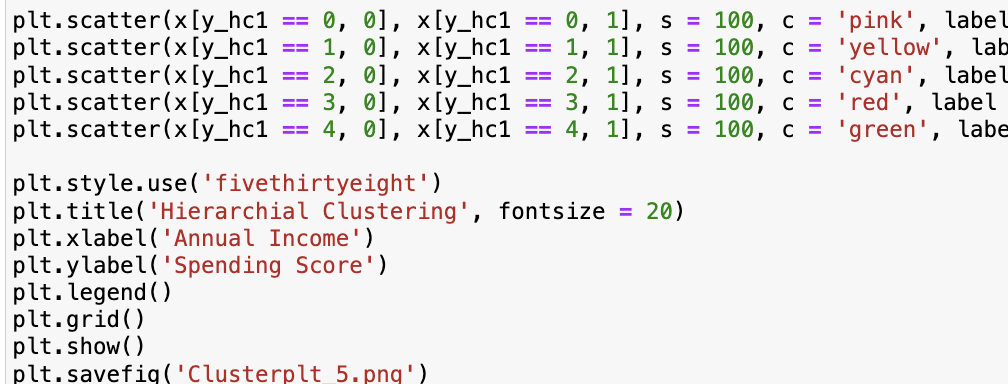 plt.scatter(x[y_hc1 == 0, 0], x[y_hc1 == 0, 1], s = 100, c = 'pink', label
plt.scatter(x[y_hc1 == 1, 0], x[y_hc1 == 1, 1], s = 100, c = 'yellow', lab
plt.scatter(x[y_hc1 == 2, 0], x[y_hc1 == 2, 1], s = 100, c = 'cyan', label
plt.scatter(x[y_hc1 == 3, 0], x[y_hc1 == 3, 1], s = 100, c = 'red', label
plt.scatter(x[y_hc1 == 4, 0], x[y_hc1 == 4, 1], s = 100, c = 'green', labe
plt.style.use('fivethirtyeight')
plt.title('Hierarchial Clustering', fontsize = 20)
plt.xlabel('Annual Income')
plt.ylabel('Spending Score')
plt.legend()
plt.grid()
plt.show()
plt.savefig('Clusterplt_5.png')